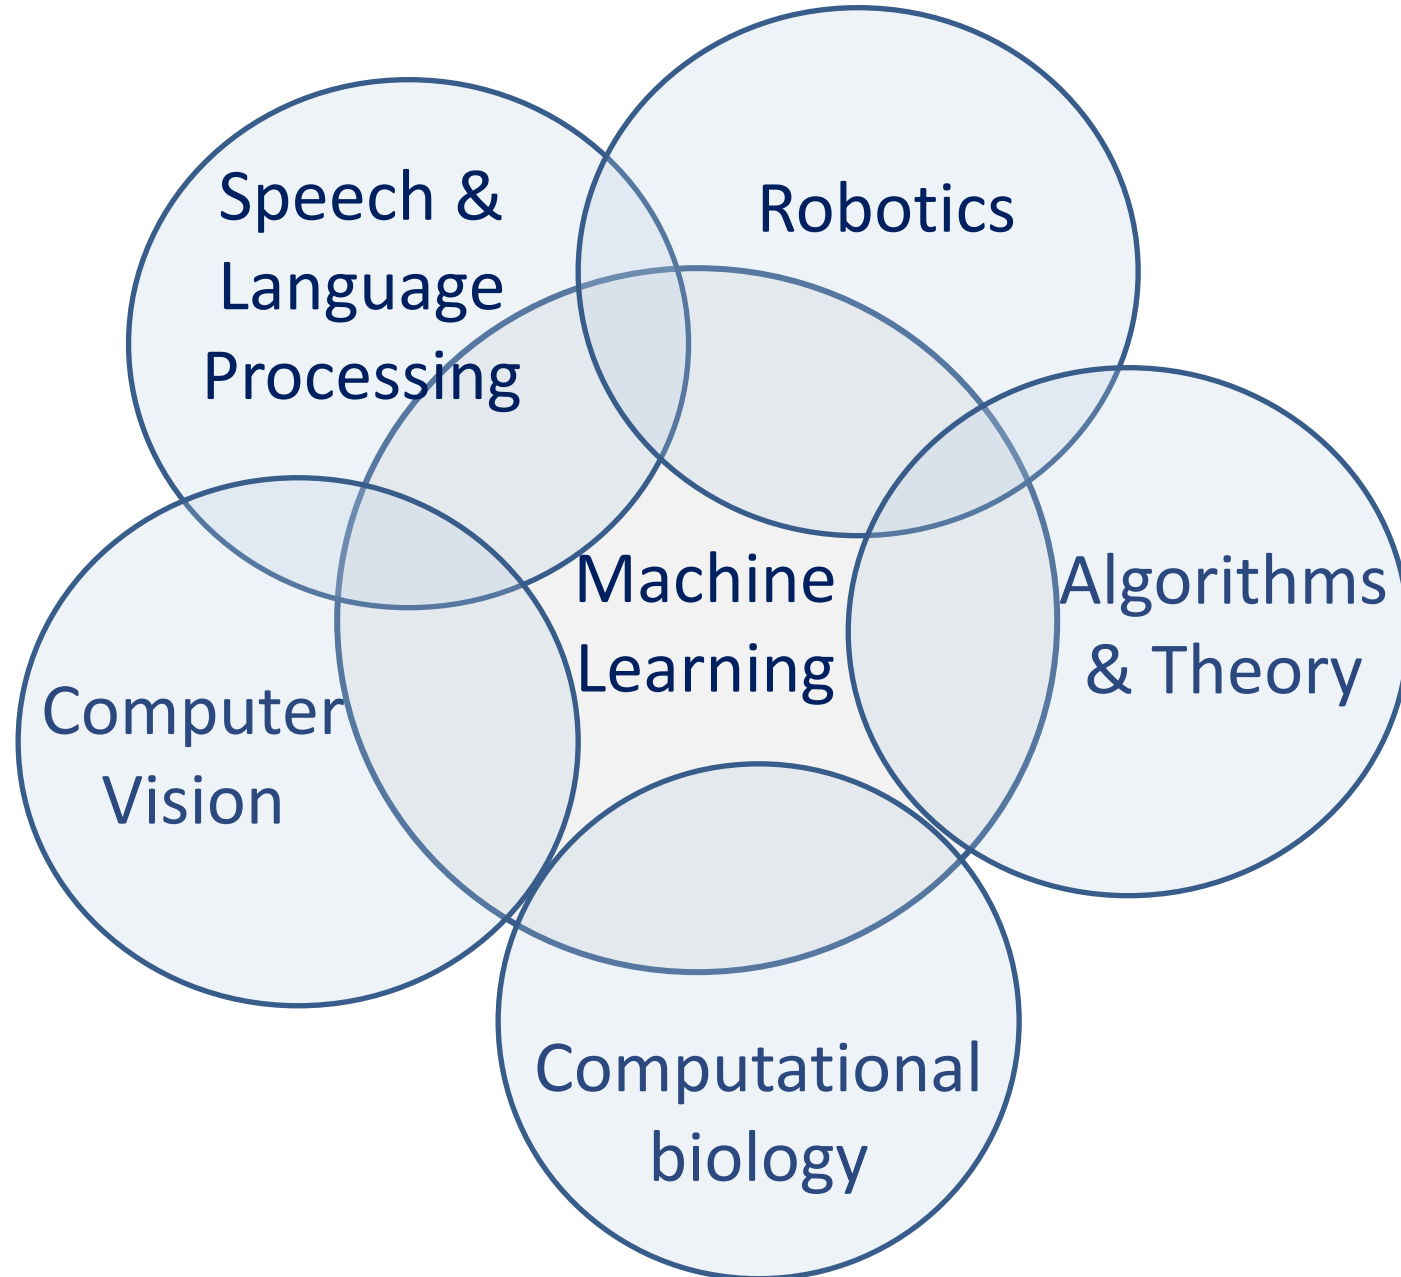 Speech &
Language
Processing
Robotics
Machine
Learning
Algorithms
& Theory
Computer
Vision
Computational
biology